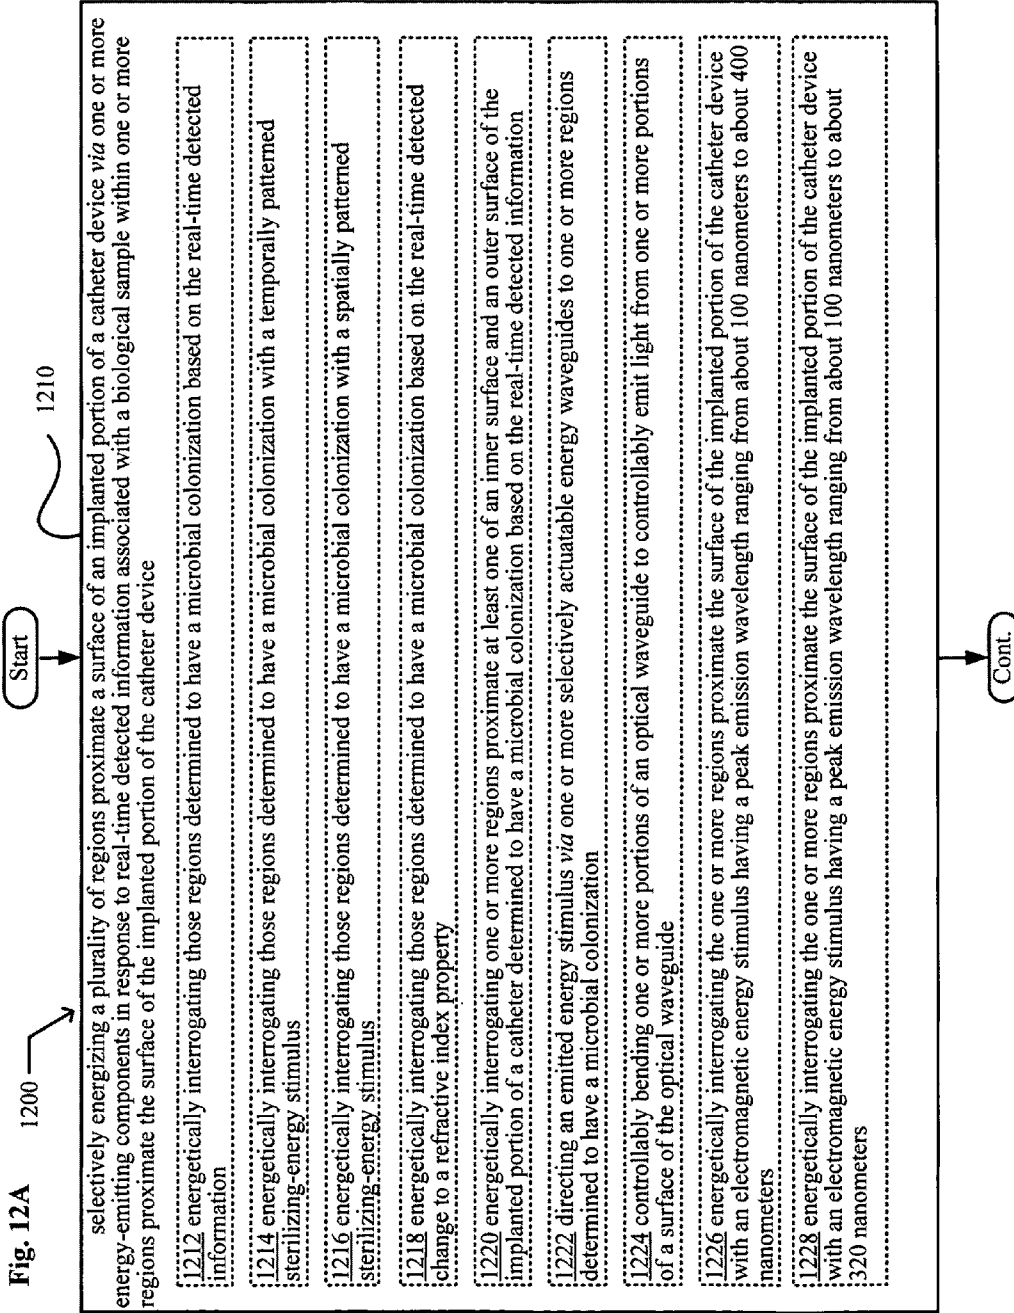 Fig. 12A
1200
Start
1210
selectively energizing a plurality of regions proximate a surface of an implanted portion of a catheter device via one or more
energy-emitting components in response to real-time detected information associated with a biological sample within one or more
regions proximate the surface of the implanted portion of the catheter device
1212 energetically interrogating those regions determined to have a microbial colonization based on the real-time detected
information
1214 energetically interrogating those regions determined to have a microbial colonization with a temporally patterned
sterilizing-energy stimulus
1216 energetically interrogating those regions determined to have a microbial colonization with a spatially patterned
sterilizing-energy stimulus
1218 energetically interrogating those regions determined to have a microbial colonization based on the real-time detected
change to a refractive index property
1220 energetically interrogating one or more regions proximate at least one of an inner surface and an outer surface of the
implanted portion of a catheter determined to have a microbial colonization based on the real-time detected information
1222 directing an emitted energy stimulus via one or more selectively actuatable energy waveguides to one or more regions
determined to have a microbial colonization
1224 controllably bending one or more portions of an optical waveguide to controllably emit light from one or more portions
of a surface of the optical waveguide
1226 energetically interrogating the one or more regions proximate the surface of the implanted portion of the catheter device
with an electromagnetic energy stimulus having a peak emission wavelength ranging from about 100 nanometers to about 400
nanometers
1228 energetically interrogating the one or more regions proximate the surface of the implanted portion of the catheter device
with an electromagnetic energy stimulus having a peak emission wavelength ranging from about 100 nanometers to about
320 nanometers
Cont.